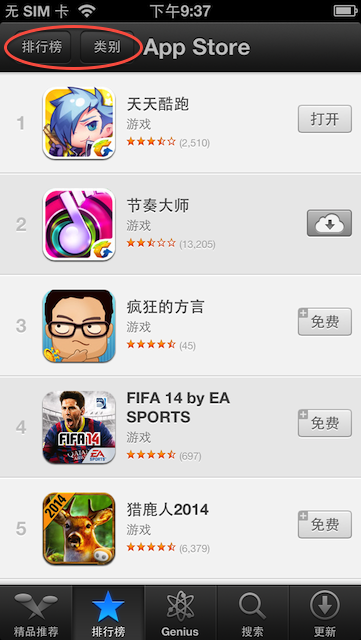 无 SIM 卡 下午9:37
排行榜 类别 App Store
1
天天酷跑
游戏
(2,510)
打开
2
节奏大师
游戏
(13,205)
3
疯狂的方言
游戏
(45)
免费
4
FIFA 14 by EA
SPORTS
游戏
(697)
免费
FIFA14
EA
SPORTS
5
猎鹿人2014
游戏
(6,379)
免费
2014
精品推荐 排行榜 Genius 搜索 更新